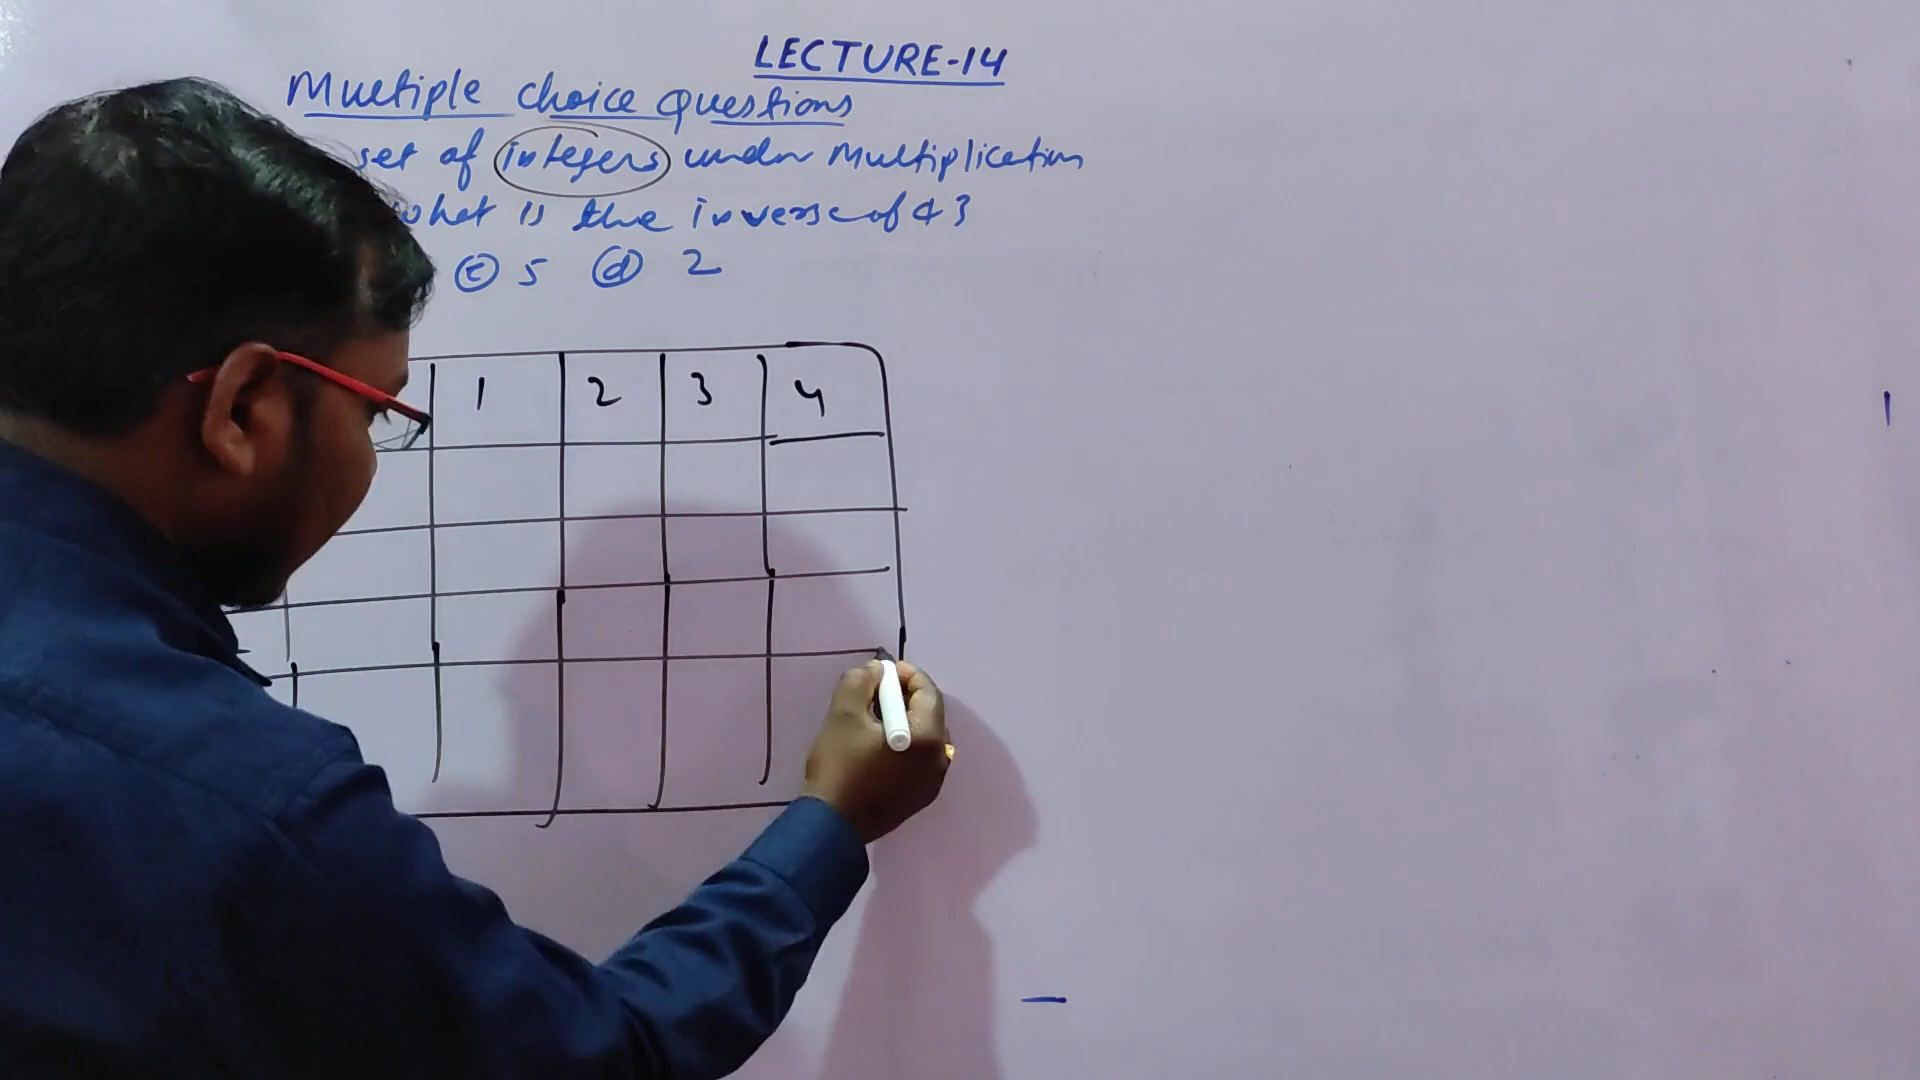 LECTURE-14
Multiple choice Questions
set of integers under Multiplication
what is the inverse of 4 3
c 5 d 2
1 2 3 4